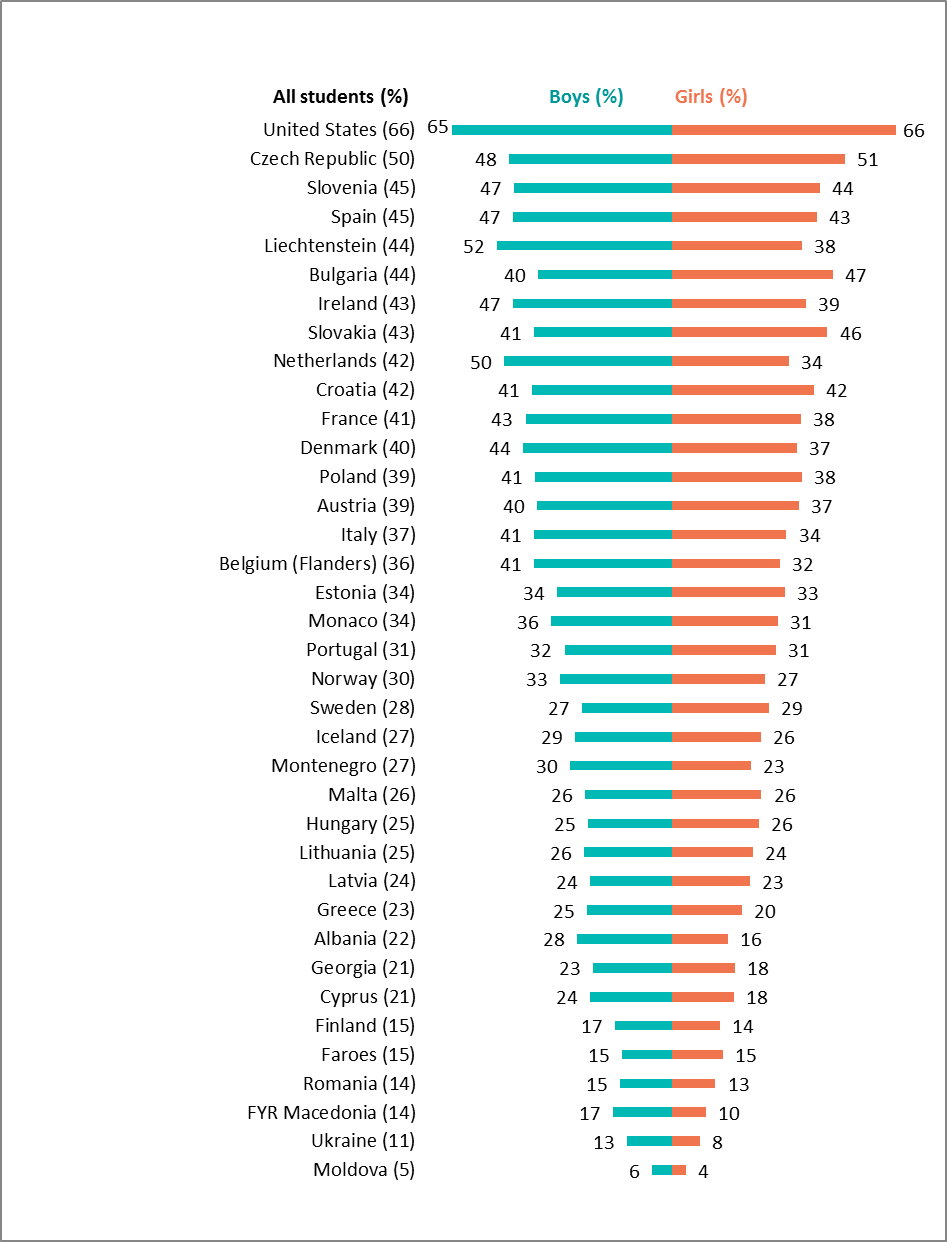 All students (%) Boys (%) Girls (%)
United States (66) 65 66
Czech Republic (50) 48 51
Slovenia (45) 47 44
Spain (45) 47 43
Liechtenstein (44) 52 38
Bulgaria (44) 40 47
Ireland (43) 47 39
Slovakia (43) 41 46
Netherlands (42) 50 34
Croatia (42) 41 42
France (41) 43 38
Denmark (40) 44 37
Poland (39) 41 38
Austria (39) 40 37
Italy (37) 41 34
Belgium (Flanders) (36) 41 32
Estonia (34) 34 33
Monaco (34) 36 31
Portugal (31) 32 31
Norway (30) 33 27
Sweden (28) 27 29
Iceland (27) 29 26
Montenegro (27) 30 23
Malta (26) 26 26
Hungary (25) 25 26
Lithuania (25) 26 24
Latvia (24) 24 23
Greece (23) 25 20
Albania (22) 28 16
Georgia (21) 23 18
Cyprus (21) 24 18
Finland (15) 17 14
Faroes (15) 15 15
Romania (14) 15 13
FYR Macedonia (14) 17 10
Ukraine (11) 13 8
Moldova (5) 6 4